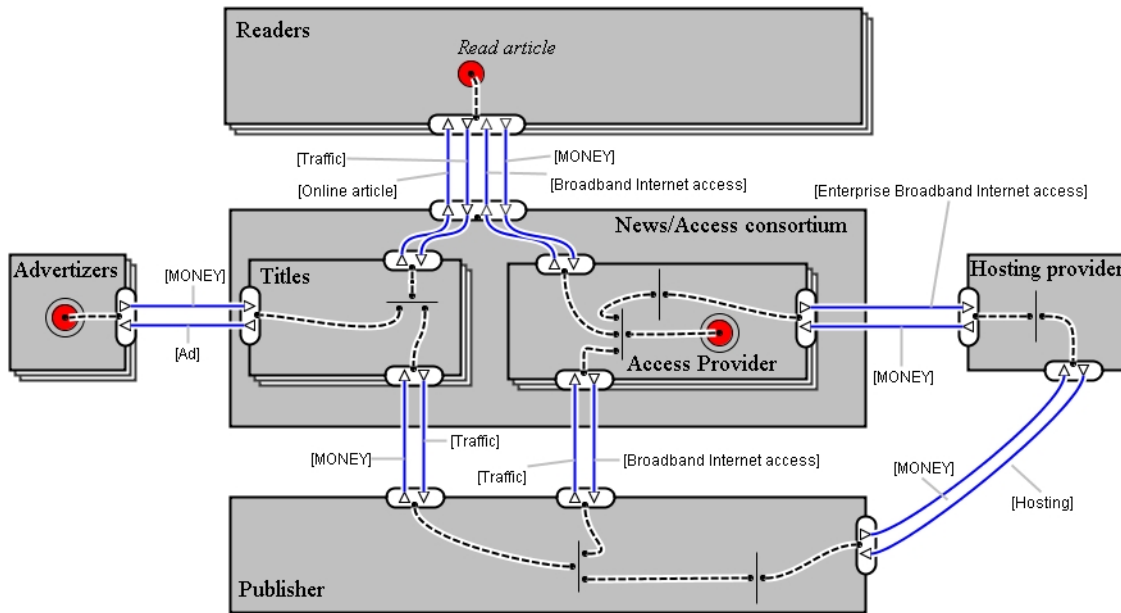 Readers
Read article
[Traffic]
[MONEY]
[Online article]
[Broadband Internet access]
[Enterprise Broadband Internet access]
News/Access consortium
Advertizers
[MONEY]
Titles
Hosting provider
[Ad]
Access Provider
[MONEY]
[Traffic]
[MONEY]
[Broadband Internet access]
[Traffic]
[MONEY]
[Hosting]
Publisher